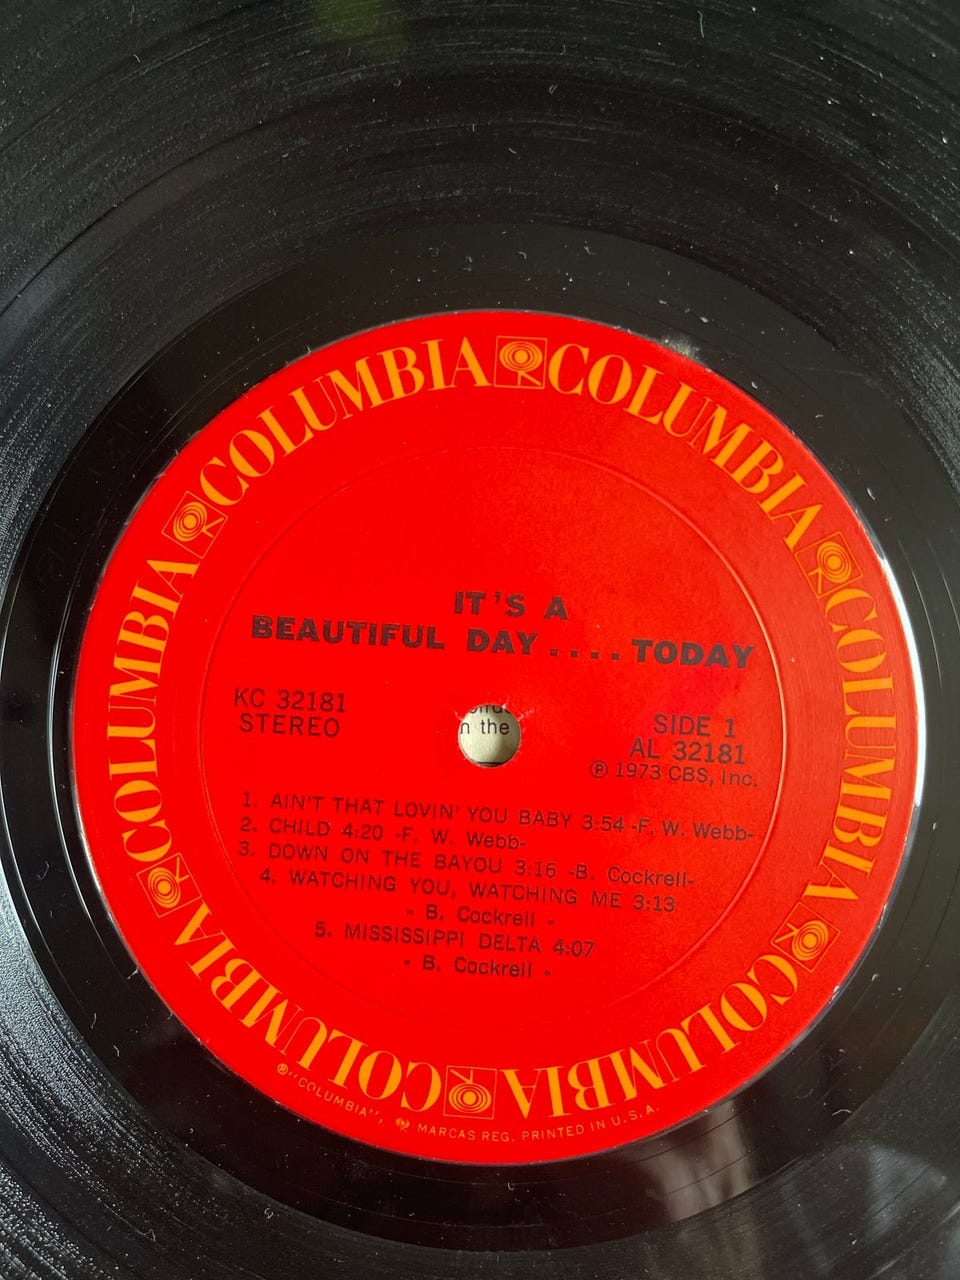 COLUMBIA COLUMBIA COLUMBIA COLUMBIA COLUMBIA COLUMBIA
IT'S A
BEAUTIFUL DAY....TODAY
KC 32181
STEREO
SIDE 1
AL 32181
Ⓟ 1973 CBS, Inc.
n the
1. AIN'T THAT LOVIN' YOU BABY 3:54 -F. W. Webb-
2. CHILD 4:20 -F. W. Webb-
3. DOWN ON THE BAYOU 3:16 -B. Cockrell-
4. WATCHING YOU, WATCHING ME 3:13
- B. Cockrell -
5. MISSISSIPPI DELTA 4:07
- B. Cockrell -
®"COLUMBIA", MARCAS REG. PRINTED IN U.S.A.